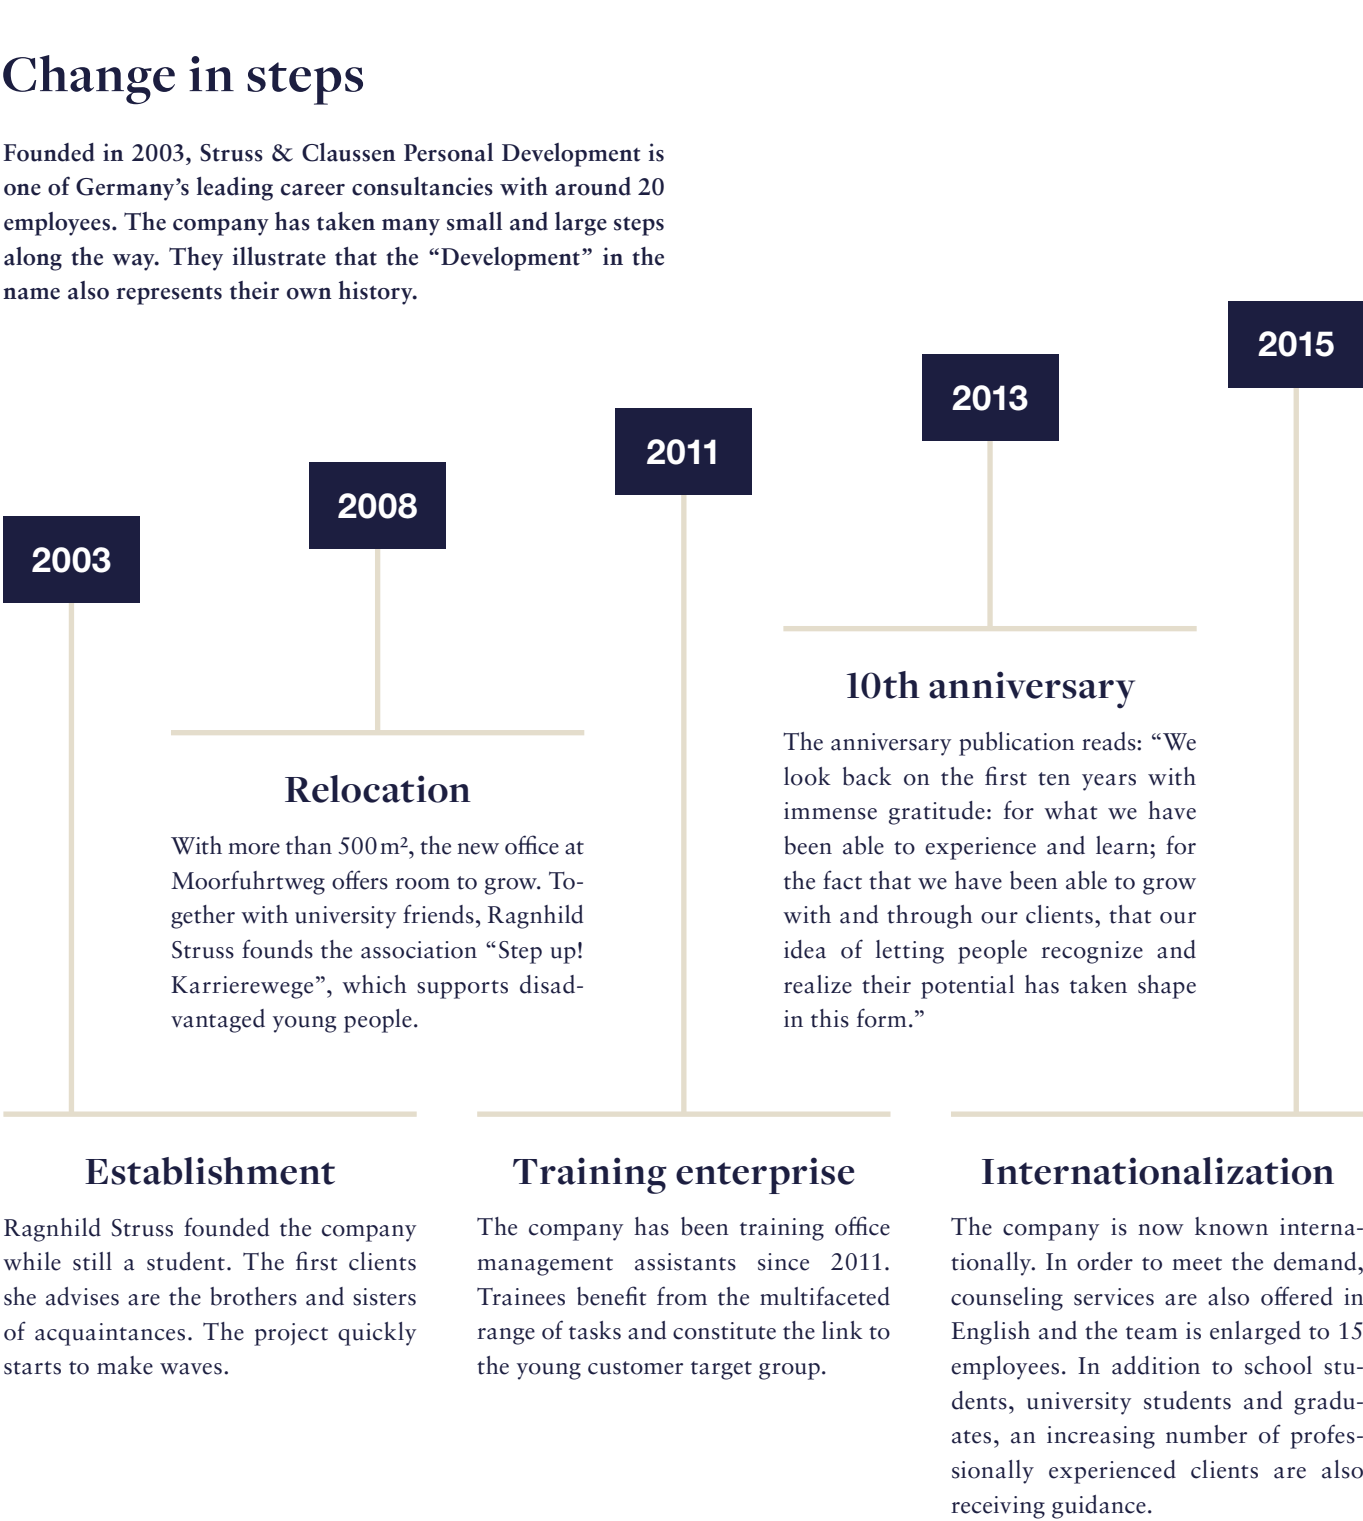 Change in steps
Founded in 2003, Struss & Claussen Personal Development is
one of Germany’s leading career consultancies with around 20
employees. The company has taken many small and large steps
along the way. They illustrate that the “Development” in the
name also represents their own history.
2003
Establishment
Ragnhild Struss founded the company
while still a student. The first clients
she advises are the brothers and sisters
of acquaintances. The project quickly
starts to make waves.
2008
Relocation
With more than 500 m², the new office at
Moorfuhrtweg offers room to grow. To-
gether with university friends, Ragnhild
Struss founds the association “Step up!
Karrierewege”, which supports disad-
vantaged young people.
2011
Training enterprise
The company has been training office
management assistants since 2011.
Trainees benefit from the multifaceted
range of tasks and constitute the link to
the young customer target group.
2013
10th anniversary
The anniversary publication reads: “We
look back on the first ten years with
immense gratitude: for what we have
been able to experience and learn; for
the fact that we have been able to grow
with and through our clients, that our
idea of letting people recognize and
realize their potential has taken shape
in this form.”
2015
Internationalization
The company is now known interna-
tionally. In order to meet the demand,
counseling services are also offered in
English and the team is enlarged to 15
employees. In addition to school stu-
dents, university students and gradu-
ates, an increasing number of profes-
sionally experienced clients are also
receiving guidance.